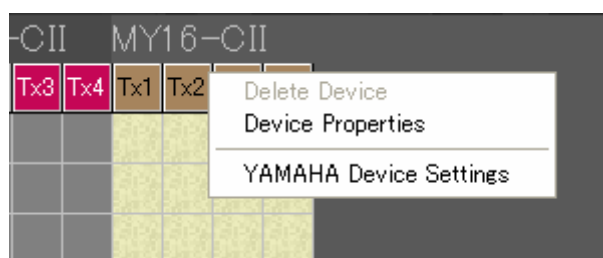 -CII MY16-CII
Tx3 Tx4 Tx1 Tx2
Delete Device
Device Properties
YAMAHA Device Settings